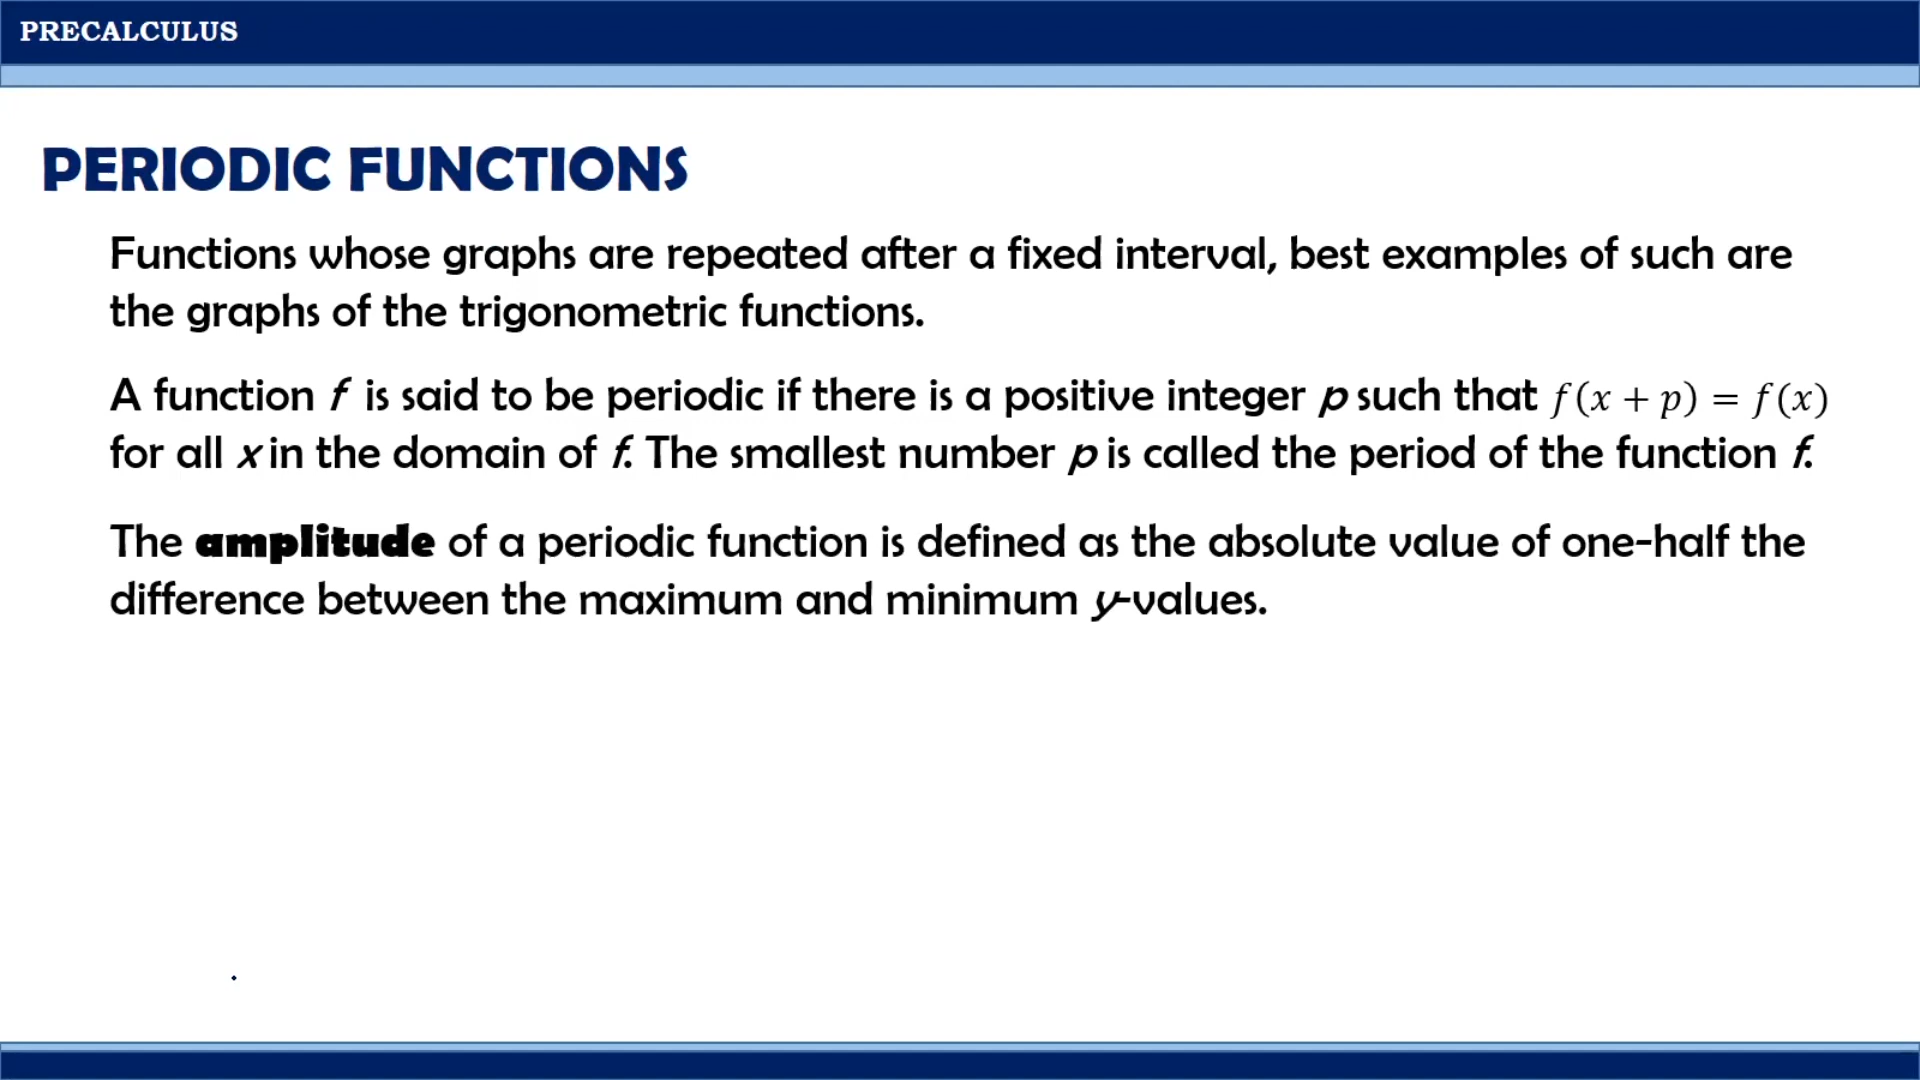 PRECALCULUS
PERIODIC FUNCTIONS
Functions whose graphs are repeated after a fixed interval, best examples of such are
the graphs of the trigonometric functions.
A function f is said to be periodic if there is a positive integer p such that f(x + p) = f(x)
for all x in the domain of f. The smallest number p is called the period of the function f.
The amplitude of a periodic function is defined as the absolute value of one-half the
difference between the maximum and minimum y-values.